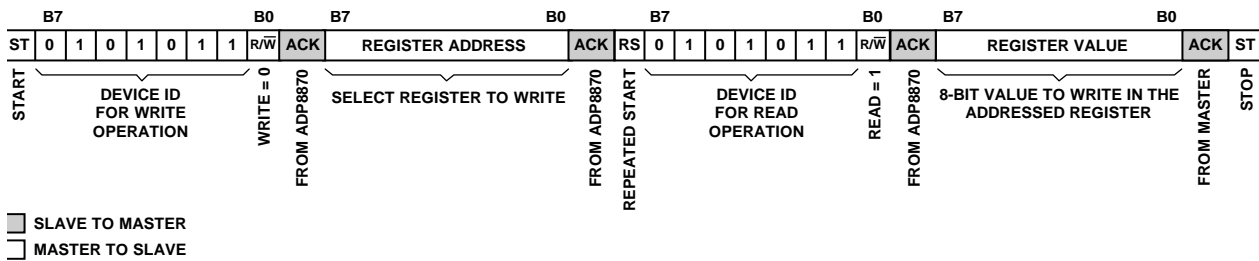 B7 B0 B7 B0 B7 B0 B7 B0
ST 0 1 0 1 0 1 1 R/W̅ ACK REGISTER ADDRESS ACK RS 0 1 0 1 0 1 1 R/W̅ ACK REGISTER VALUE ACK ST
START
DEVICE ID
FOR WRITE
OPERATION
WRITE = 0
FROM ADP8870
SELECT REGISTER TO WRITE
FROM ADP8870
REPEATED START
DEVICE ID
FOR READ
OPERATION
READ = 1
FROM ADP8870
8-BIT VALUE TO WRITE IN THE
ADDRESSED REGISTER
FROM MASTER
STOP
SLAVE TO MASTER
MASTER TO SLAVE